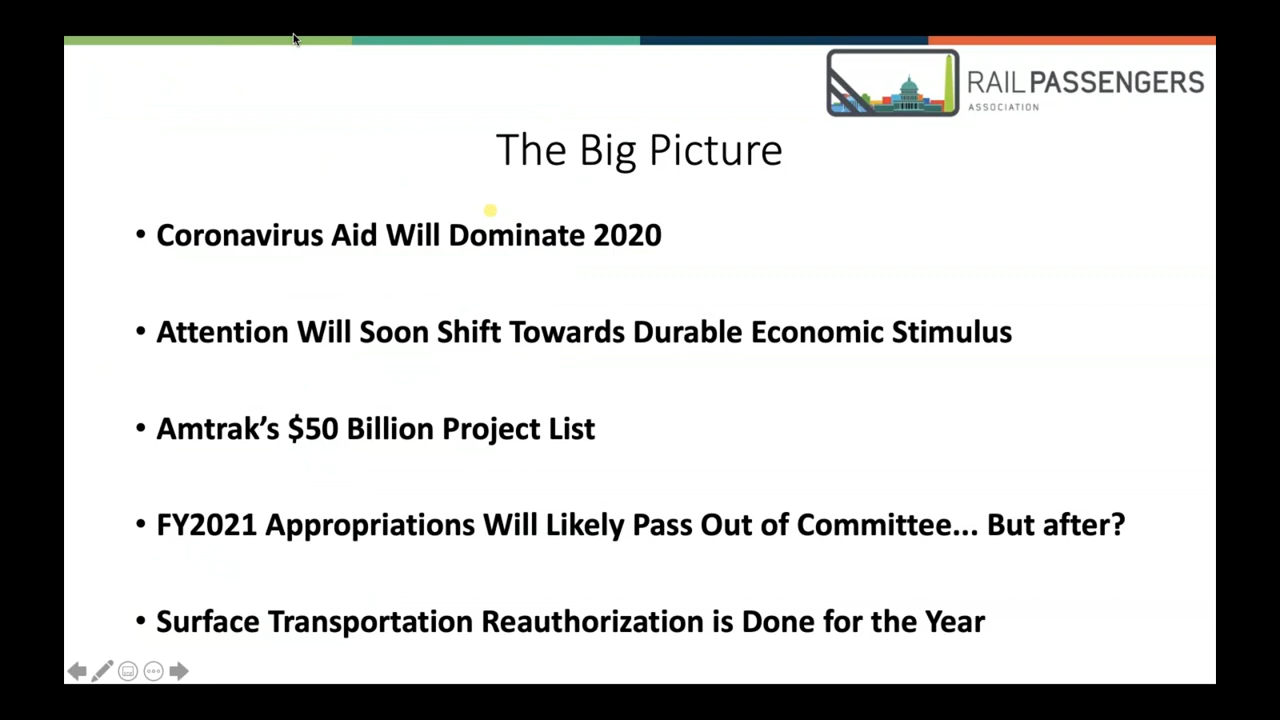 RAIL PASSENGERS
ASSOCIATION
The Big Picture
• Coronavirus Aid Will Dominate 2020
• Attention Will Soon Shift Towards Durable Economic Stimulus
• Amtrak’s $50 Billion Project List
• FY2021 Appropriations Will Likely Pass Out of Committee... But after?
• Surface Transportation Reauthorization is Done for the Year